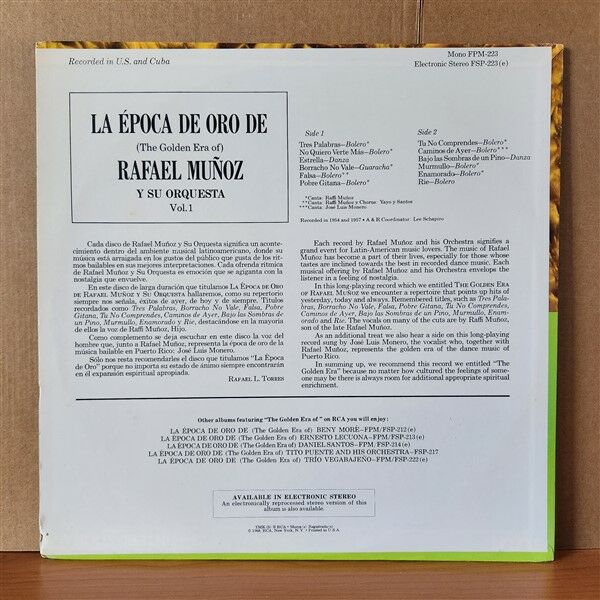 Recorded in U.S. and Cuba
Mono FPM-223
Electronic Stereo FSP-223(e)
LA ÉPOCA DE ORO DE
(The Golden Era of)
RAFAEL MUÑOZ
Y SU ORQUESTA
Vol.1
Side 1
Tres Palabras—Bolero*
No Quiero Verte Más—Bolero*
Estrella—Danza
Borracho No Vale—Guaracha*
Falsa—Bolero**
Pobre Gitana—Bolero*
Side 2
Tu No Comprendes—Bolero*
Caminos de Ayer—Bolero***
Bajo las Sombras de un Pino—Danza
Murmullo—Bolero*
Enamorado—Bolero*
Rie—Bolero
*Canta: Raffi Muñoz
**Canta: Raffi Muñoz y Chorus: Yayo y Santos
***Canta: José Luis Monero
Recorded in 1954 and 1957 • A & R Coordinator: Lee Schapiro
Cada disco de Rafael Muñoz y Su Orquesta significa un aconte-
cimiento dentro del ambiente musical latinoamericano, donde su
música está arraigada en los gustos del público que gusta de los rit-
mos bailables en sus mejores interpretaciones. Cada ofrenda rítmica
de Rafael Muñoz y Su Orquesta es emoción que se agiganta con la
nostalgia que envuelve.
En este disco de larga duración que titulamos LA ÉPOCA DE ORO
DE RAFAEL MUÑOZ Y SU ORQUESTA hallaremos, como su repertorio
siempre nos señala, éxitos de ayer, de hoy y de siempre. Títulos
recordados como Tres Palabras, Borracho No Vale, Falsa, Pobre
Gitana, Tu No Comprendes, Caminos de Ayer, Bajo las Sombras de
un Pino, Murmullo, Enamorado y Rie, destacándose en la mayoría
de ellos la voz de Raffi Muñoz, Hijo.
Como complemento se deja escuchar en este disco la voz del
hombre que, junto a Rafael Muñoz, representa la época de oro de la
música bailable en Puerto Rico: José Luis Monero.
Sólo nos resta recomendarles el disco que titulamos "La Época
de Oro" porque no importa su estado de ánimo siempre encontrarán
en él expansión espiritual apropiada.
RAFAEL L. TORRES
Each record by Rafael Muñoz and his Orchestra signifies a
grand event for Latin-American music lovers. The music of Rafael
Muñoz has become a part of their lives, especially for those whose
tastes are inclined towards the best in recorded dance music. Each
musical offering by Rafael Muñoz and his Orchestra envelops the
listener in a feeling of nostalgia.
In this long-playing record which we entitled THE GOLDEN ERA
OF RAFAEL MUÑOZ we encounter a repertoire that points up hits of
yesterday, today and always. Remembered titles, such as Tres Pala-
bras, Borracho No Vale, Falsa, Pobre Gitana, Tu No Comprendes,
Caminos de Ayer, Bajo las Sombras de un Pino, Murmullo, Enam-
orado and Rie. The vocals on many of the cuts are by Raffi Muñoz,
son of the late Rafael Muñoz.
As an additional treat we also hear a side on this long-playing
record sung by José Luis Monero, the vocalist who, together with
Rafael Muñoz, represents the golden era of the dance music of
Puerto Rico.
In summing up, we recommend this record we entitled "The
Golden Era" because no matter how cultured the feelings of some-
one may be there is always room for additional appropriate spiritual
enrichment.
Other albums featuring "The Golden Era of" on RCA you will enjoy:
LA ÉPOCA DE ORO DE (The Golden Era of) BENY MORÉ—FPM/FSP-212(e)
LA ÉPOCA DE ORO DE (The Golden Era of) ERNESTO LECUONA—FPM/FSP-213(e)
LA ÉPOCA DE ORO DE (The Golden Era of) DANIEL SANTOS—FPM/FSP-214(e)
LA ÉPOCA DE ORO DE (The Golden Era of) TITO PUENTE AND HIS ORCHESTRA—FSP-217
LA ÉPOCA DE ORO DE (The Golden Era of) TRÍO VEGABAJEÑO—FPM/FSP-222(e)
AVAILABLE IN ELECTRONIC STEREO
An electronically reprocessed stereo version of this
album is also available.
TMK (S) ® RCA • Marca(s) Registrada(s)
© 1968, RCA, New York, N.Y. • Printed in U.S.A.